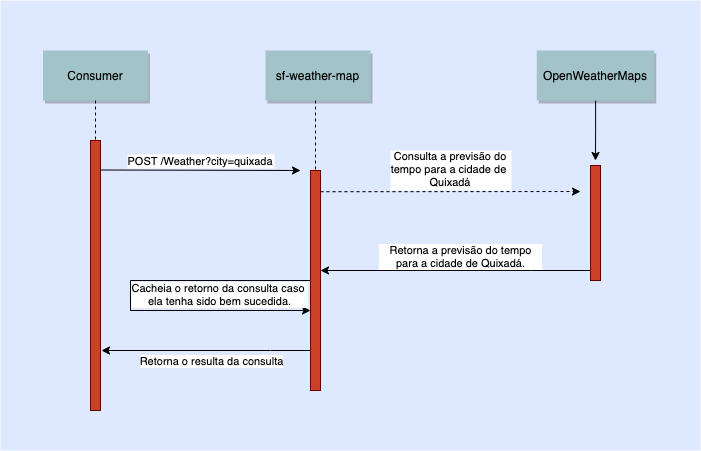 Consumer
sf-weather-map
OpenWeatherMaps
POST /Weather?city=quixada
Consulta a previsão do
tempo para a cidade de
Quixadá
Retorna a previsão do tempo
para a cidade de Quixadá.
Cacheia o retorno da consulta caso
ela tenha sido bem sucedida.
Retorna o resulta da consulta